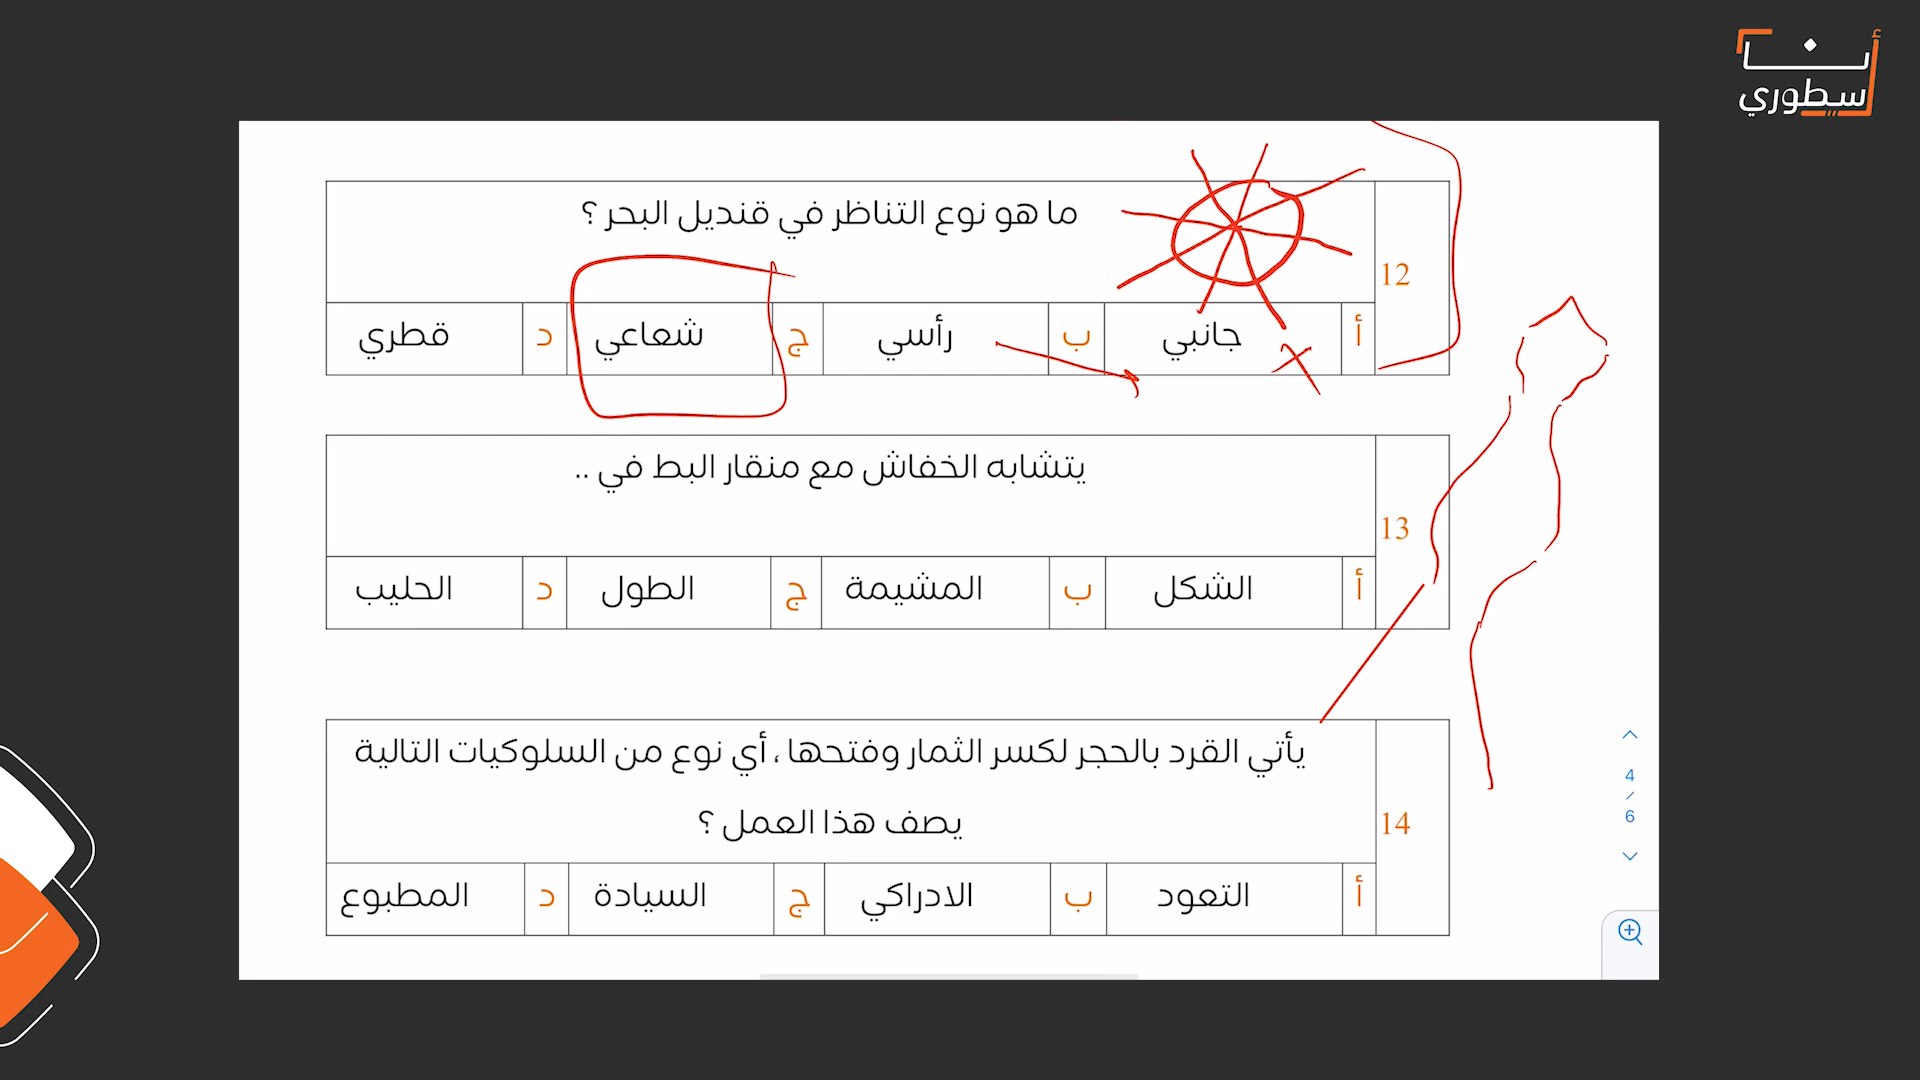 أنا
أسطوري
12
ما هو نوع التناظر في قنديل البحر ؟
أ جانبي ب رأسي ج شعاعي د قطري
13
يتشابه الخفاش مع منقار البط في ..
أ الشكل ب المشيمة ج الطول د الحليب
14
يأتي القرد بالحجر لكسر الثمار وفتحها ، أي نوع من السلوكيات التالية
يصف هذا العمل ؟
أ التعود ب الادراكي ج السيادة د المطبوع
4
/
6